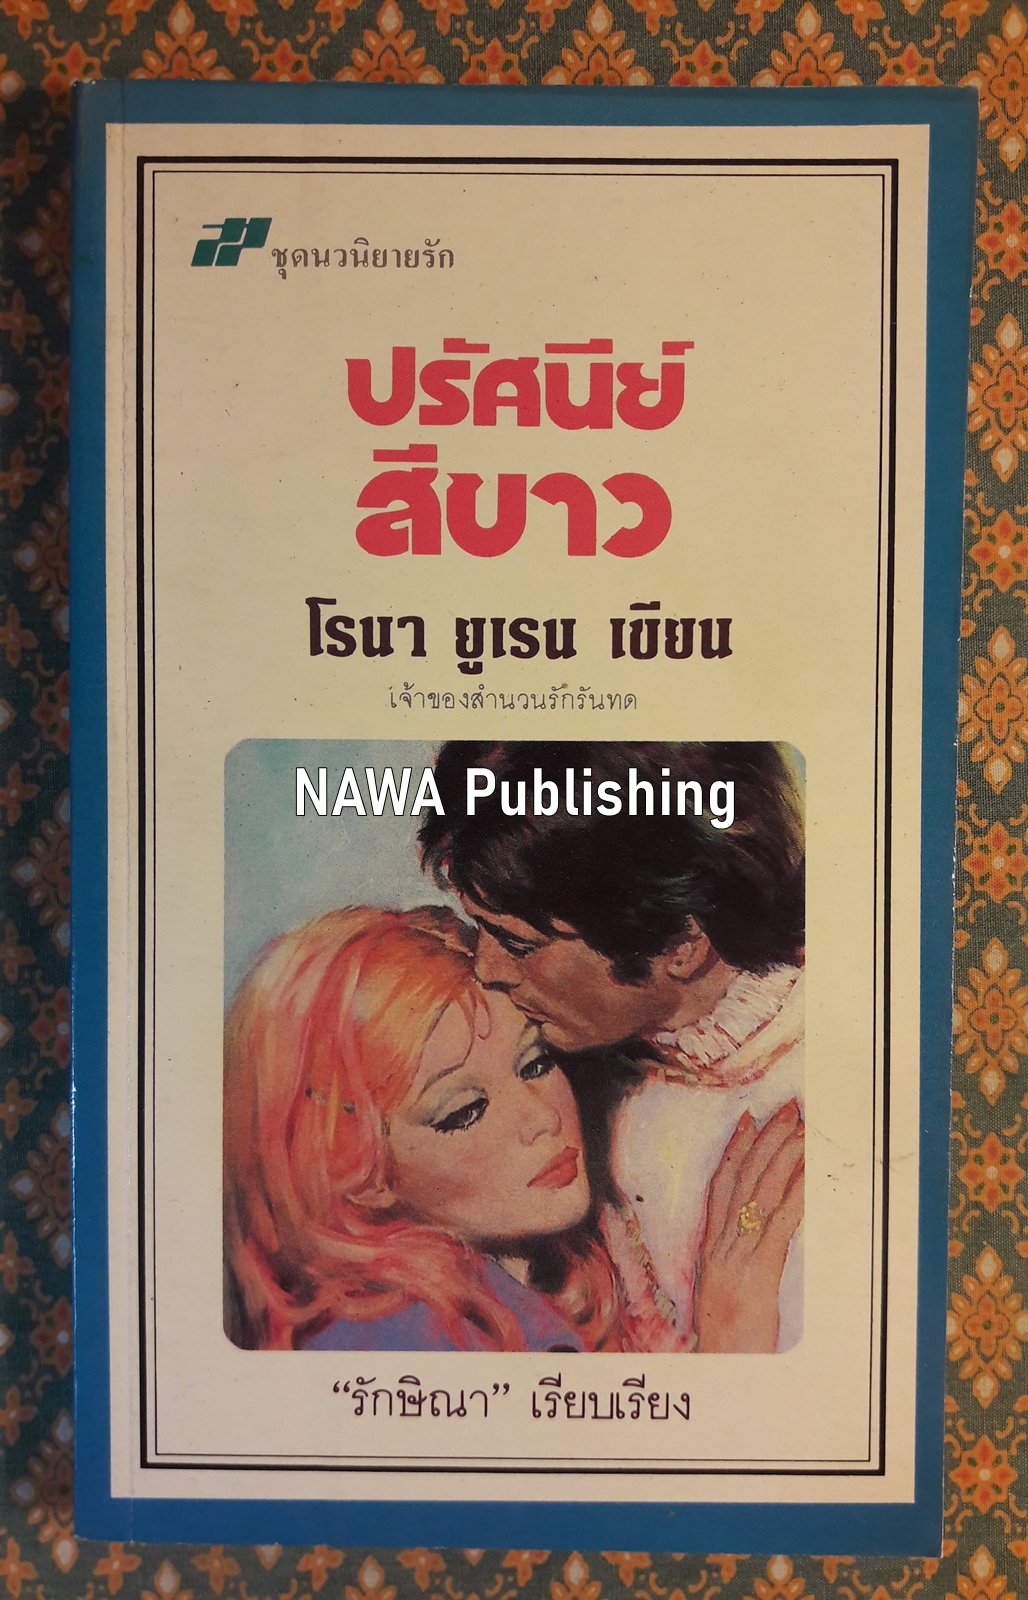 ชุดนวนิยายรัก
ปรัศนีย์
สีขาว
โรนา ยูเรน เขียน
เจ้าของสำนวนรักรันทด
NAWA Publishing
“รักษิณา” เรียบเรียง